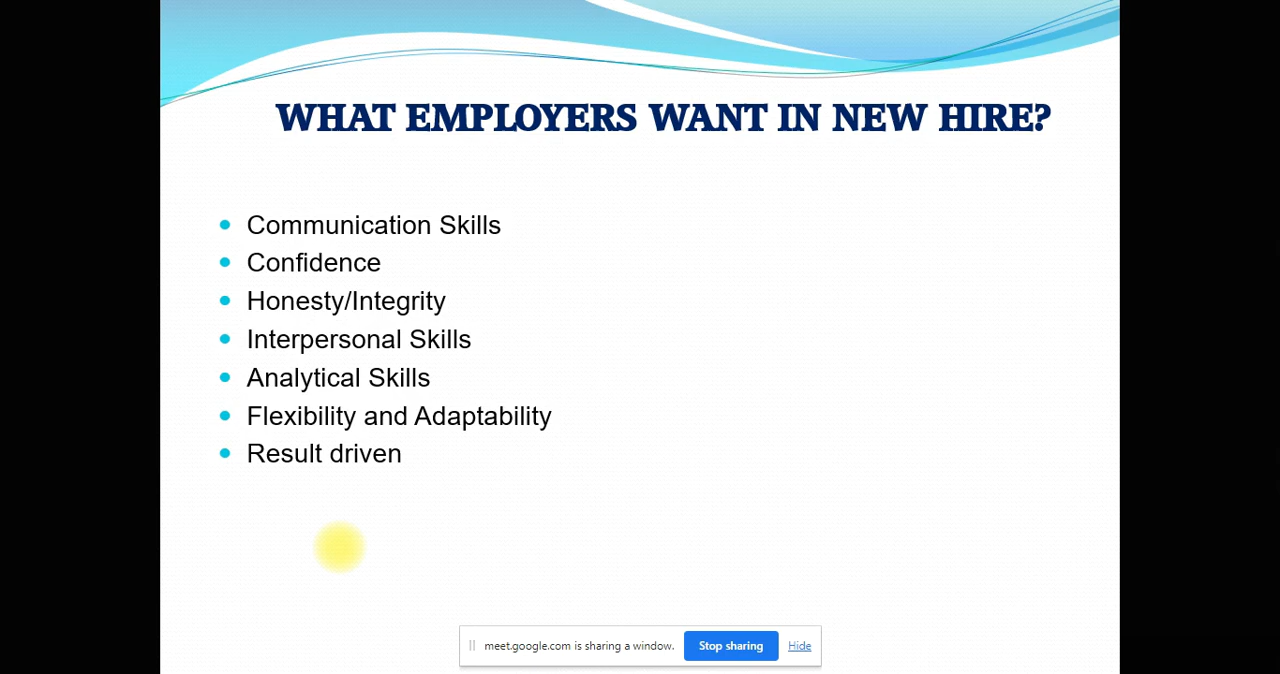 WHAT EMPLOYERS WANT IN NEW HIRE?
Communication Skills
Confidence
Honesty/Integrity
Interpersonal Skills
Analytical Skills
Flexibility and Adaptability
Result driven
meet.google.com is sharing a window. Stop sharing Hide